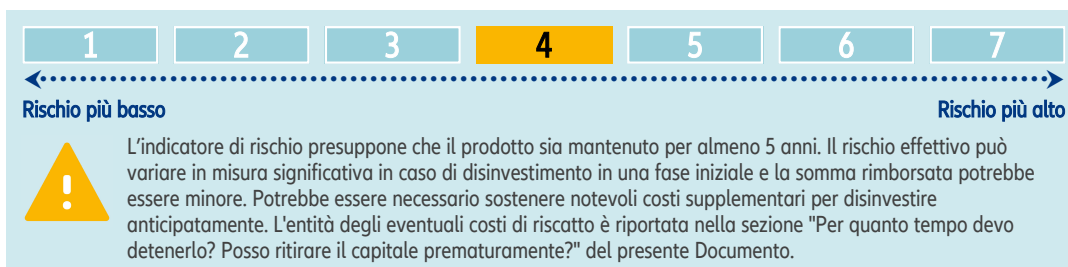 1 2 3 4 5 6 7
Rischio più basso Rischio più alto
L'indicatore di rischio presuppone che il prodotto sia mantenuto per almeno 5 anni. Il rischio effettivo può
variare in misura significativa in caso di disinvestimento in una fase iniziale e la somma rimborsata potrebbe
essere minore. Potrebbe essere necessario sostenere notevoli costi supplementari per disinvestire
anticipatamente. L'entità degli eventuali costi di riscatto è riportata nella sezione "Per quanto tempo devo
detenerlo? Posso ritirare il capitale prematuramente?" del presente Documento.